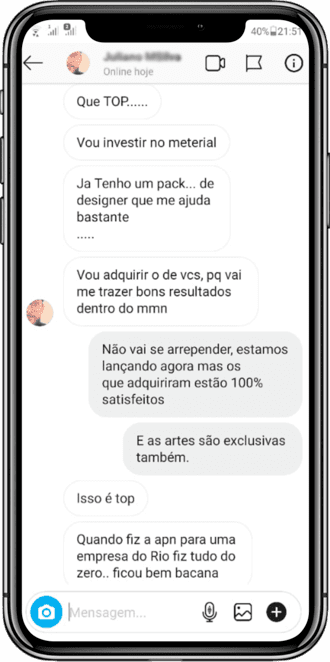 40% 21:51
Online hoje
Que TOP......
Vou investir no meterial
Ja Tenho um pack... de
designer que me ajuda
bastante
.....
Vou adquirir o de vcs, pq vai
me trazer bons resultados
dentro do mmn
Não vai se arrepender, estamos
lançando agora mas os
que adquiriram estão 100%
satisfeitos
E as artes são exclusivas
também.
Isso é top
Quando fiz a apn para uma
empresa do Rio fiz tudo do
zero.. ficou bem bacana
Mensagem...